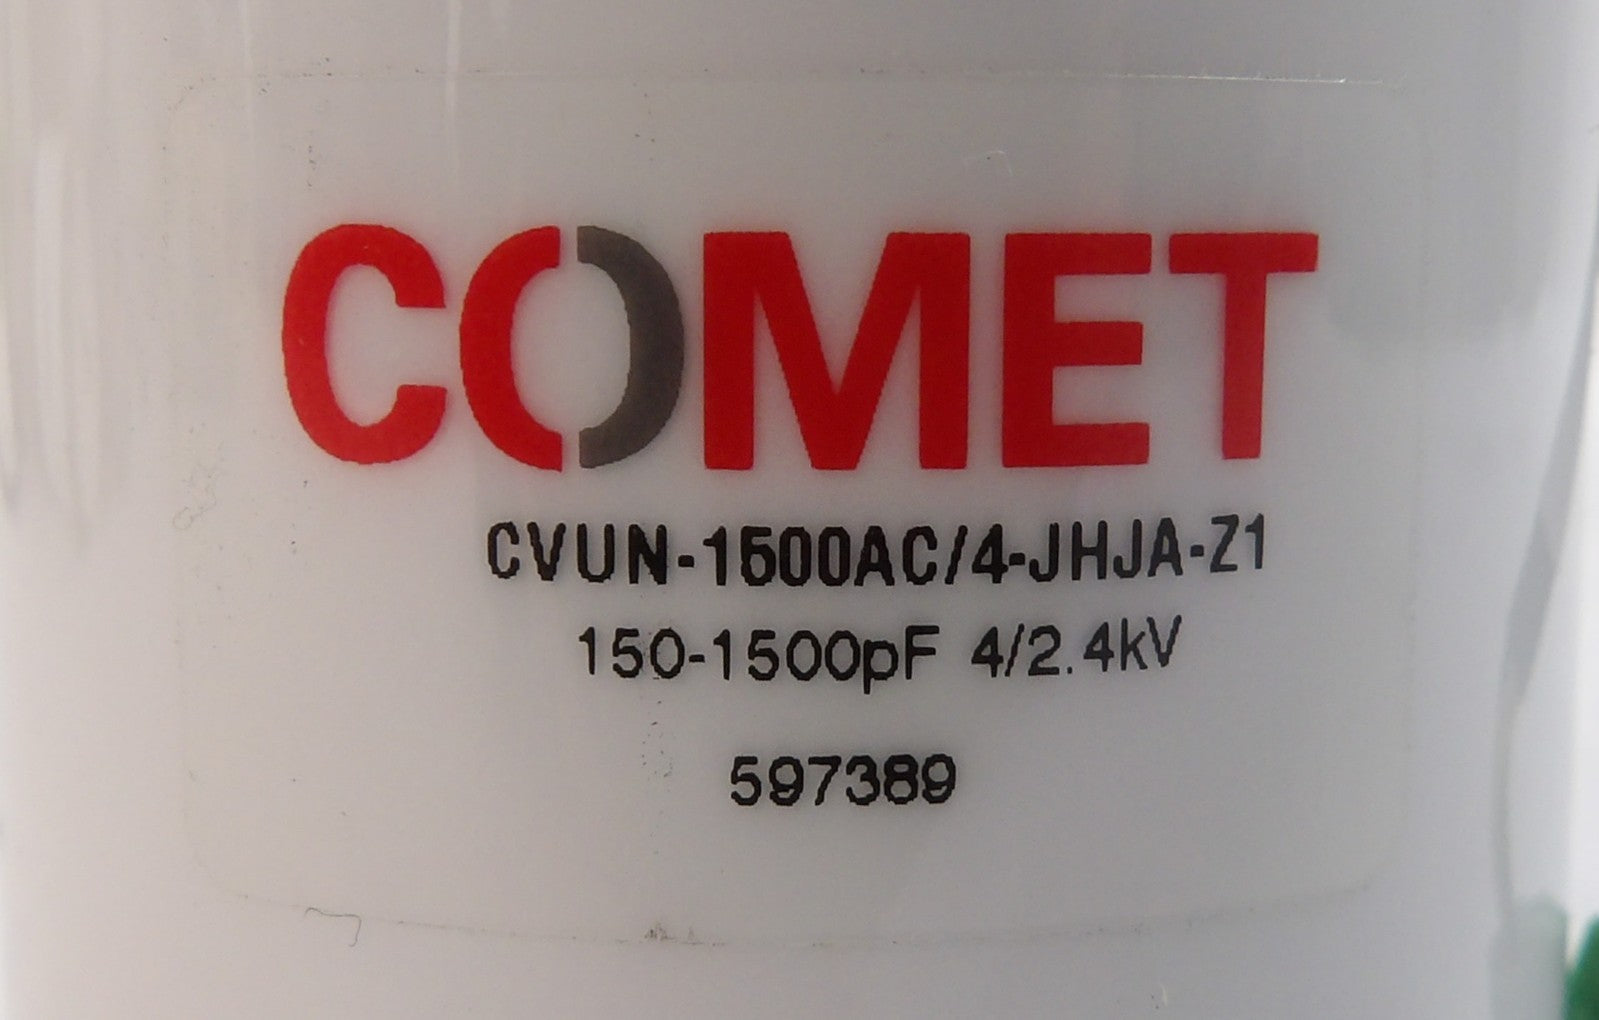 COMET
CVUN-1500AC/4-JHJA-Z1
150-1500pF 4/2.4kV
597389